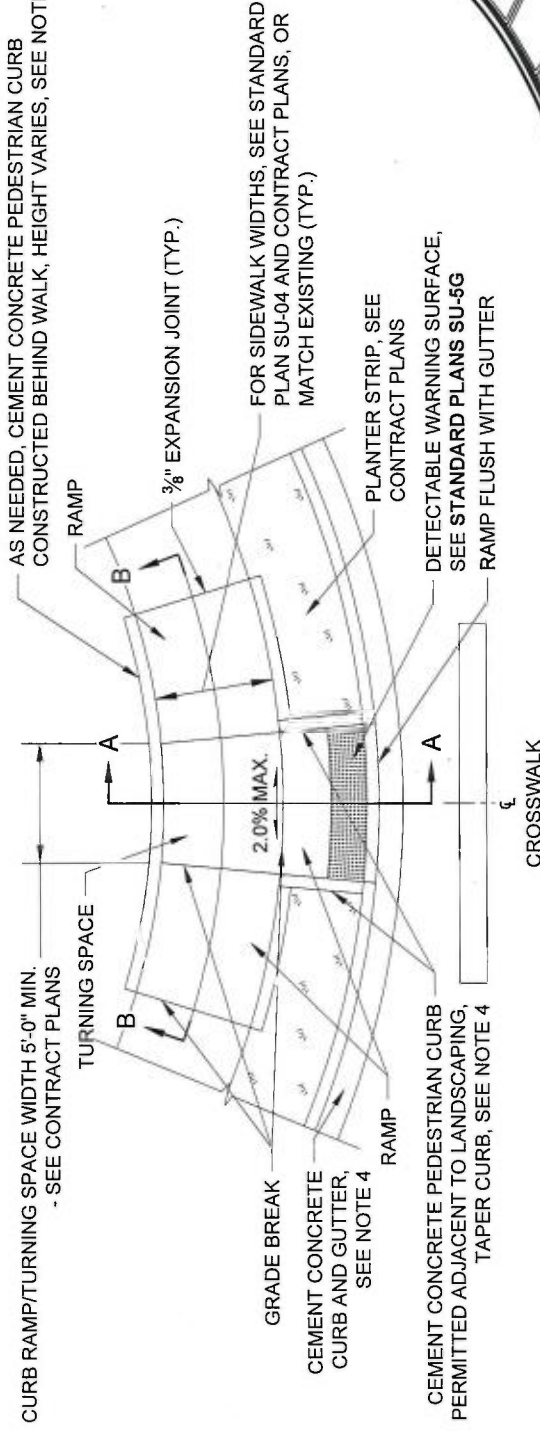 AS NEEDED, CEMENT CONCRETE PEDESTRIAN CURB
CONSTRUCTED BEHIND WALK, HEIGHT VARIES, SEE
RAMP
3/8" EXPANSION JOINT (TYP.)
FOR SIDEWALK WIDTHS, SEE STANDARD
PLAN SU-04 AND CONTRACT PLANS, OR
MATCH EXISTING (TYP.)
PLANTER STRIP, SEE
CONTRACT PLANS
DETECTABLE WARNING SURFACE,
SEE STANDARD PLANS SU-5G
RAMP FLUSH WITH GUTTER
CURB RAMP/TURNING SPACE WIDTH 5'-0" MIN.
- SEE CONTRACT PLANS
TURNING SPACE
B
B
A
A
2.0% MAX.
GRADE BREAK
CEMENT CONCRETE
CURB AND GUTTER,
SEE NOTE 4
RAMP
CEMENT CONCRETE PEDESTRIAN CURB
PERMITTED ADJACENT TO LANDSCAPING,
TAPER CURB, SEE NOTE 4
℄
CROSSWALK